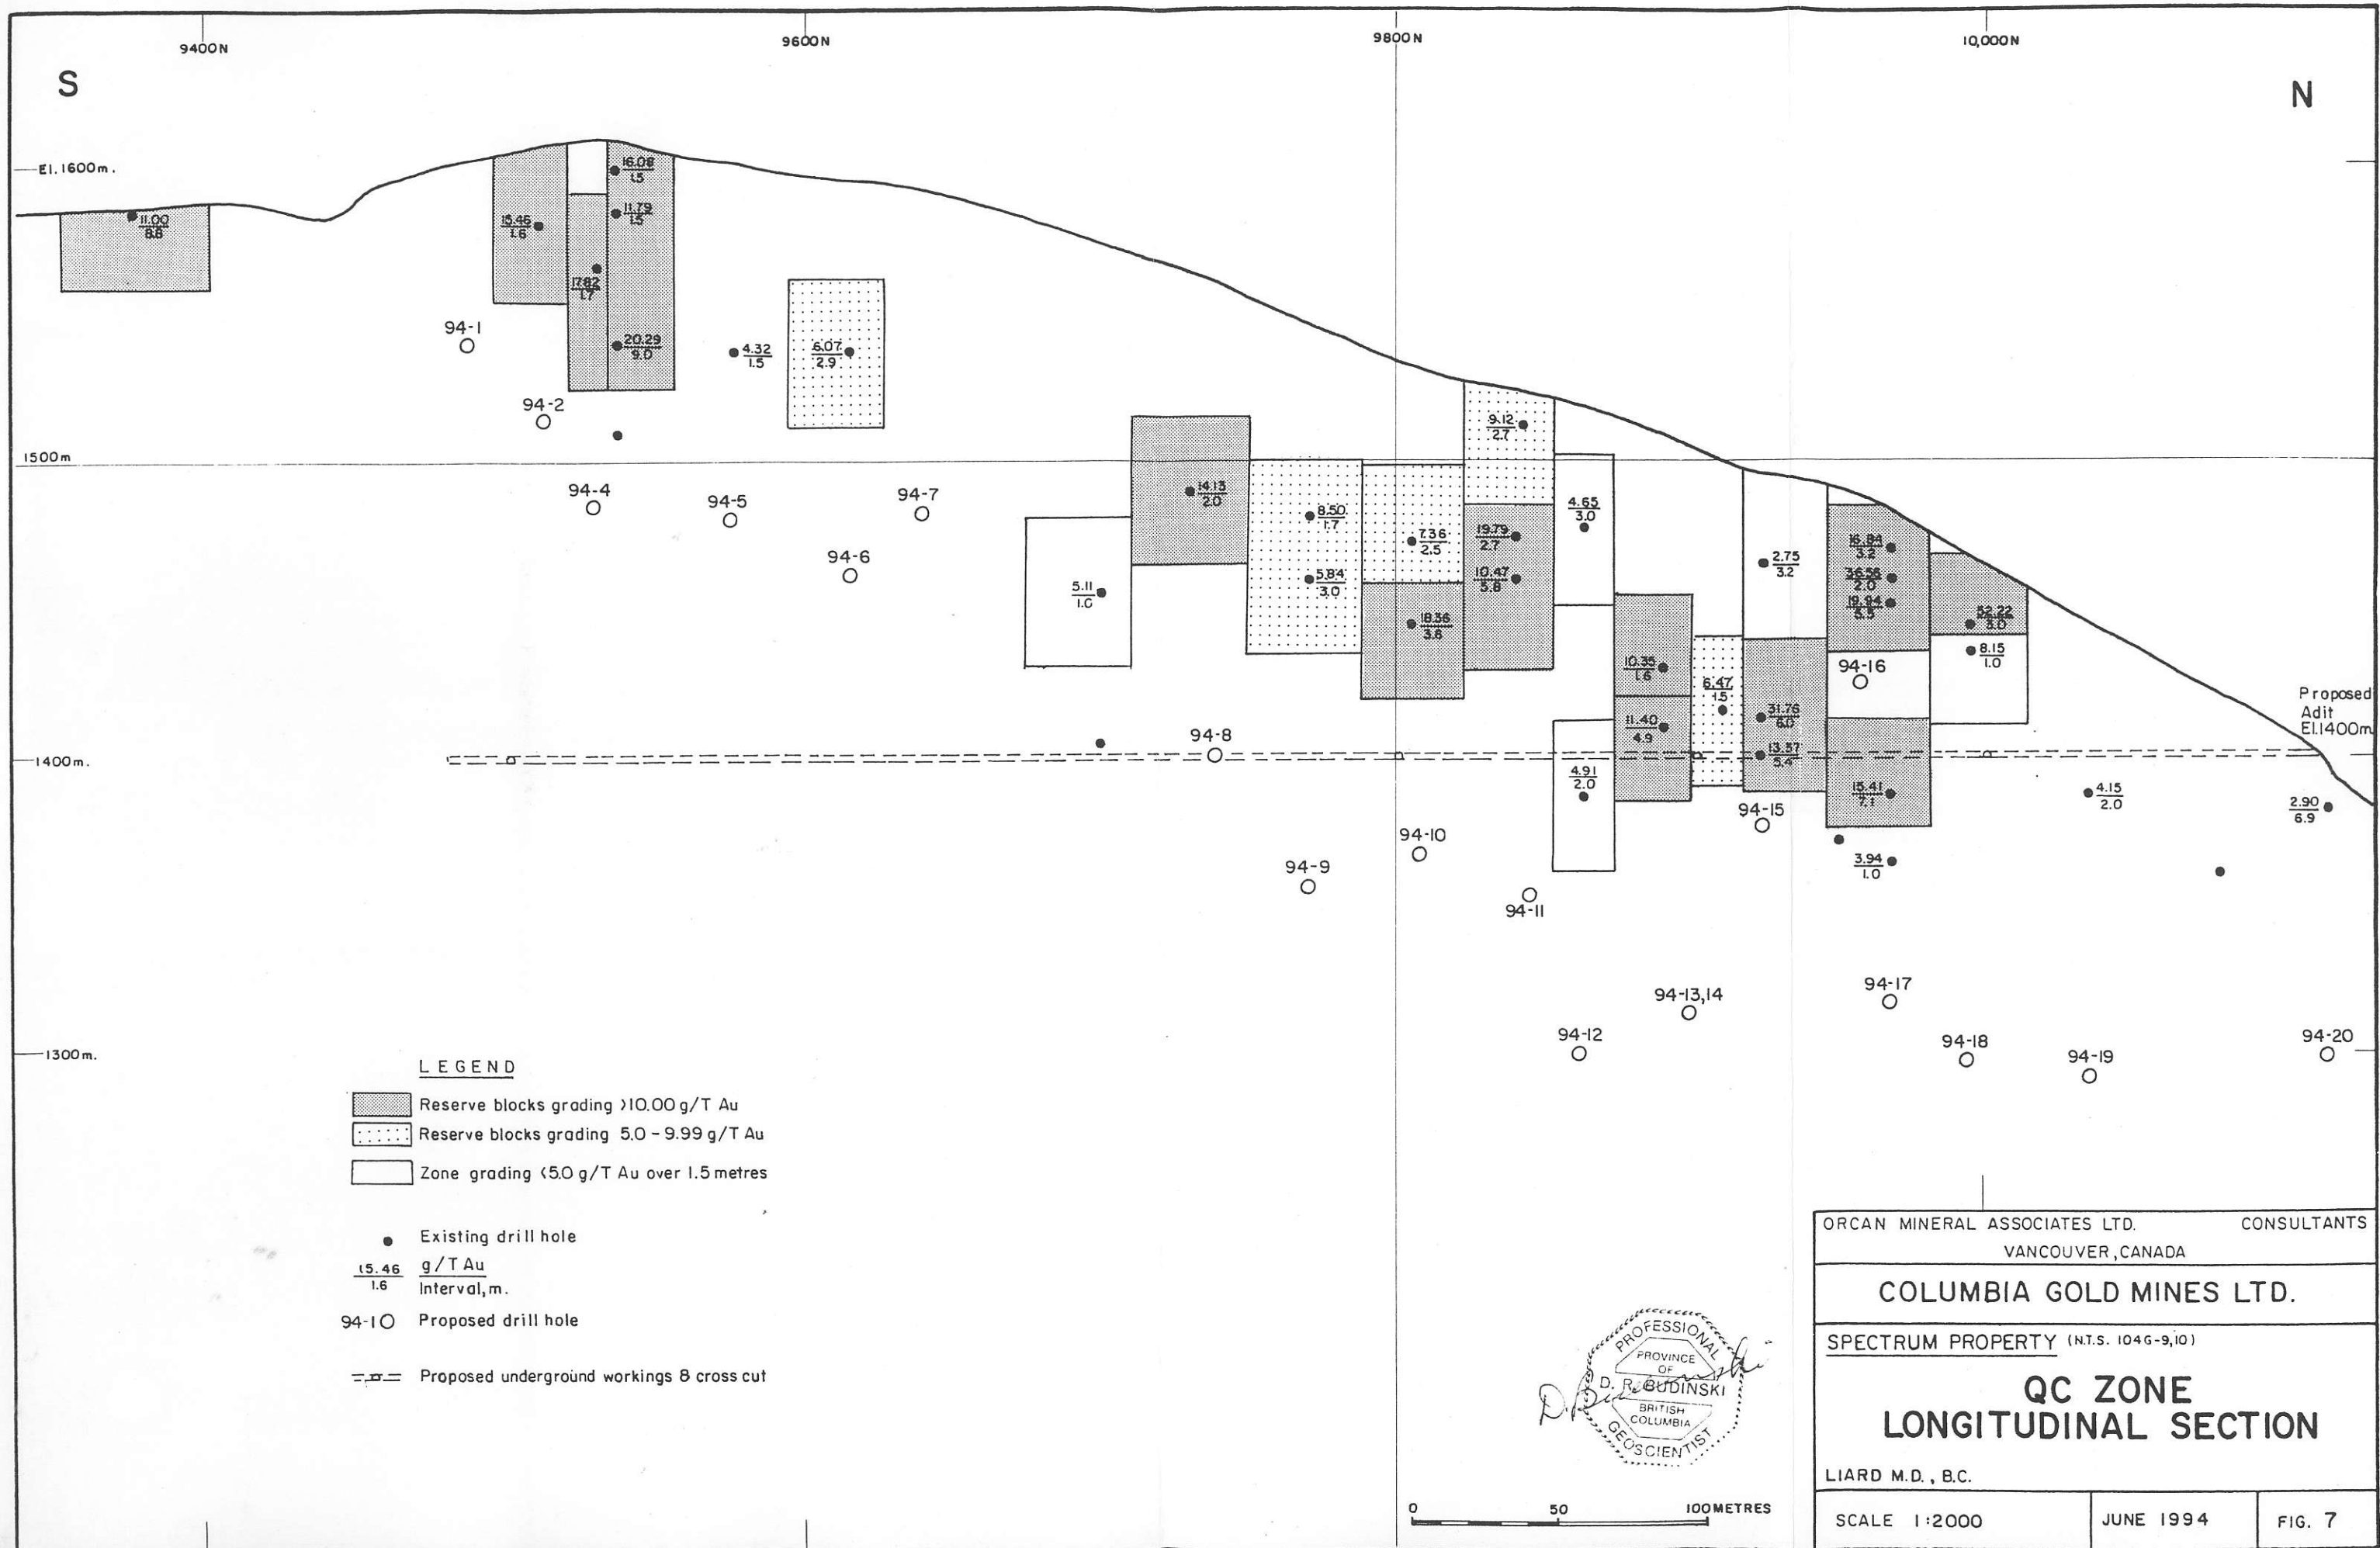 9400N
9600N
9800N
10,000N
S
N
El. 1600m.
1500m
1400m.
1300m.
11.00
8.8
15.46
1.6
17.82
1.7
16.08
1.5
11.79
1.5
20.29
9.0
4.32
1.5
6.07
2.9
94-1
94-2
94-4
94-5
94-6
94-7
5.11
1.0
14.13
2.0
8.50
1.7
5.84
3.0
7.36
2.5
18.36
3.6
9.12
2.7
19.79
2.7
10.47
5.8
4.65
3.0
4.91
2.0
10.35
1.6
11.40
4.9
6.47
1.5
2.75
3.2
31.76
6.0
13.37
5.4
16.84
3.2
36.56
2.0
19.94
5.5
94-16
15.41
7.1
52.22
3.0
8.15
1.0
Proposed
Adit
El.1400m
94-8
94-9
94-10
94-11
94-12
94-13,14
94-15
3.94
1.0
4.15
2.0
2.90
6.9
94-17
94-18
94-19
94-20
LEGEND
Reserve blocks grading >10.00 g/T Au
Reserve blocks grading 5.0 - 9.99 g/T Au
Zone grading <5.0 g/T Au over 1.5 metres
Existing drill hole
15.46 g/T Au
1.6 Interval, m.
94-1 Proposed drill hole
Proposed underground workings & cross cut
PROFESSIONAL
PROVINCE
OF
D. R. BUDINSKI
BRITISH
COLUMBIA
GEOSCIENTIST
0 50 100 METRES
ORCAN MINERAL ASSOCIATES LTD. CONSULTANTS
VANCOUVER, CANADA
COLUMBIA GOLD MINES LTD.
SPECTRUM PROPERTY (N.T.S. 104G-9,10)
QC ZONE
LONGITUDINAL SECTION
LIARD M.D., B.C.
SCALE 1:2000
JUNE 1994
FIG. 7